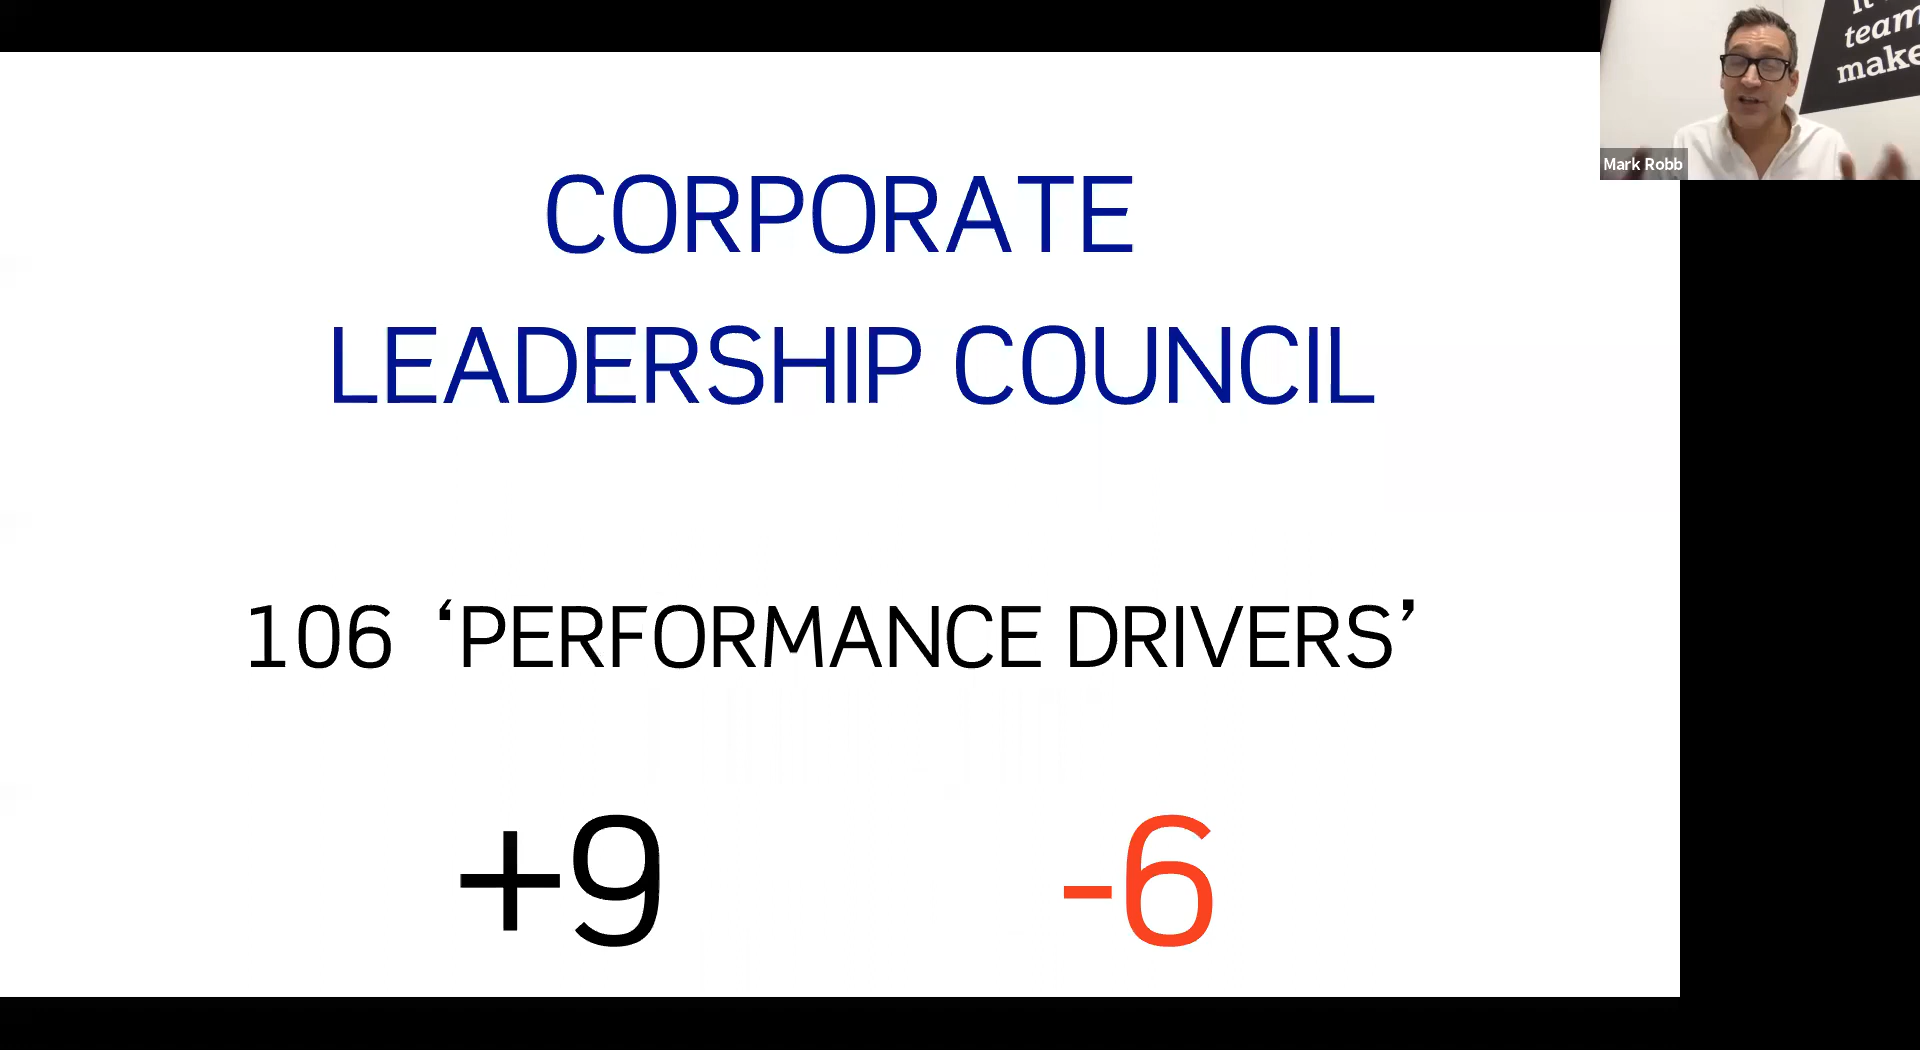 CORPORATE
LEADERSHIP COUNCIL
106 ‘PERFORMANCE DRIVERS’
+9 -6
team
make
Mark Robb